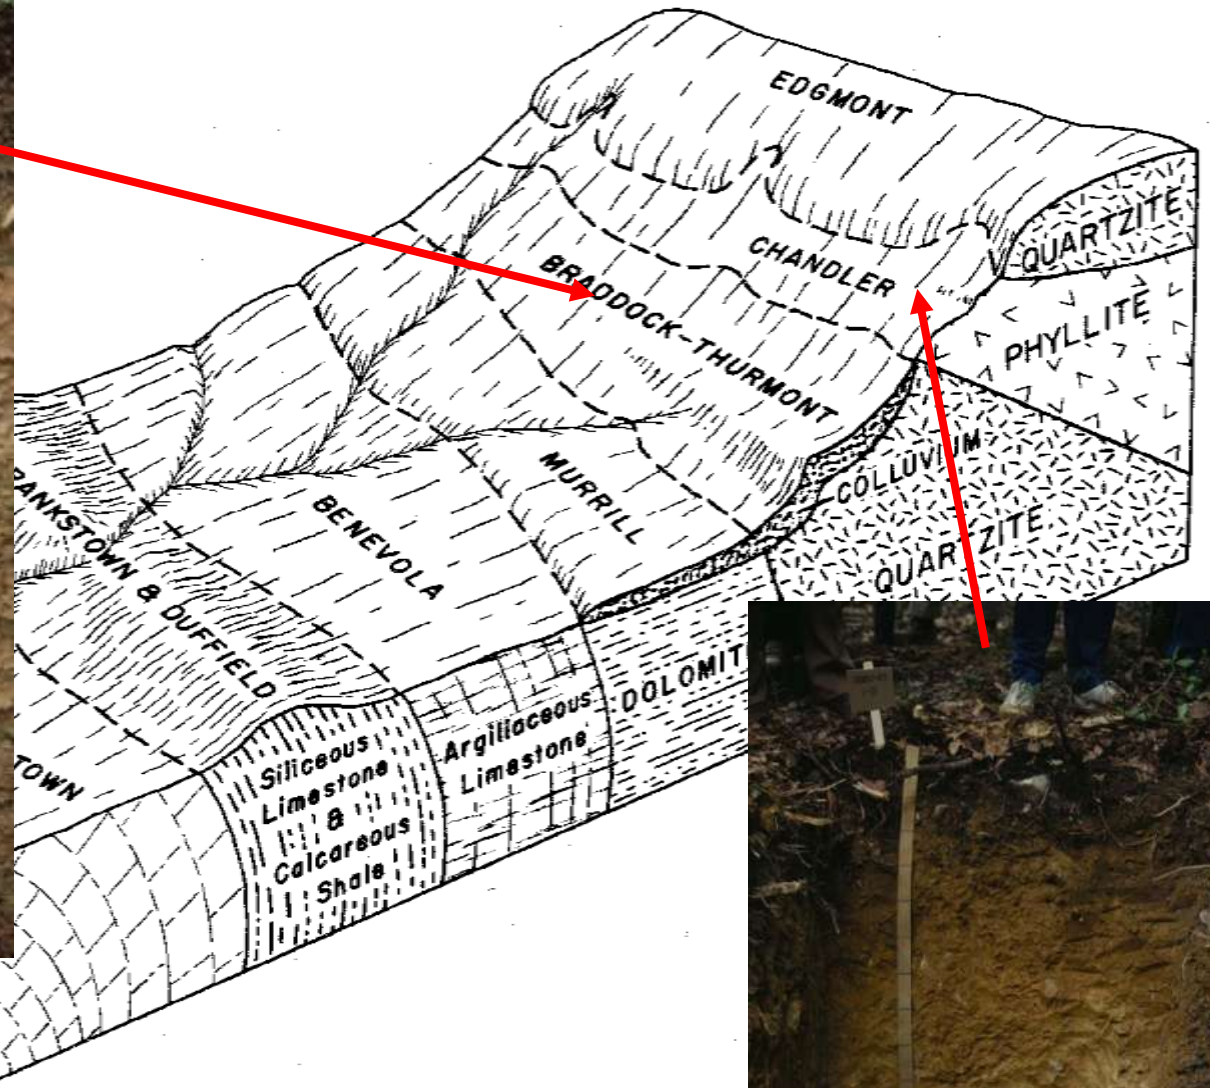 EDGMONT
QUARTZITE
CHANDLER
BRADDOCK-THURMONT
PHYLLITE
COLLUVIUM
MURRILL
QUARTZITE
BENEVOLA
RANKSTOWN & DUFFIELD
DOLOMIT
Argillaceous
Limestone
Siliceous
Limestone
&
Calcareous
Shale
TOWN